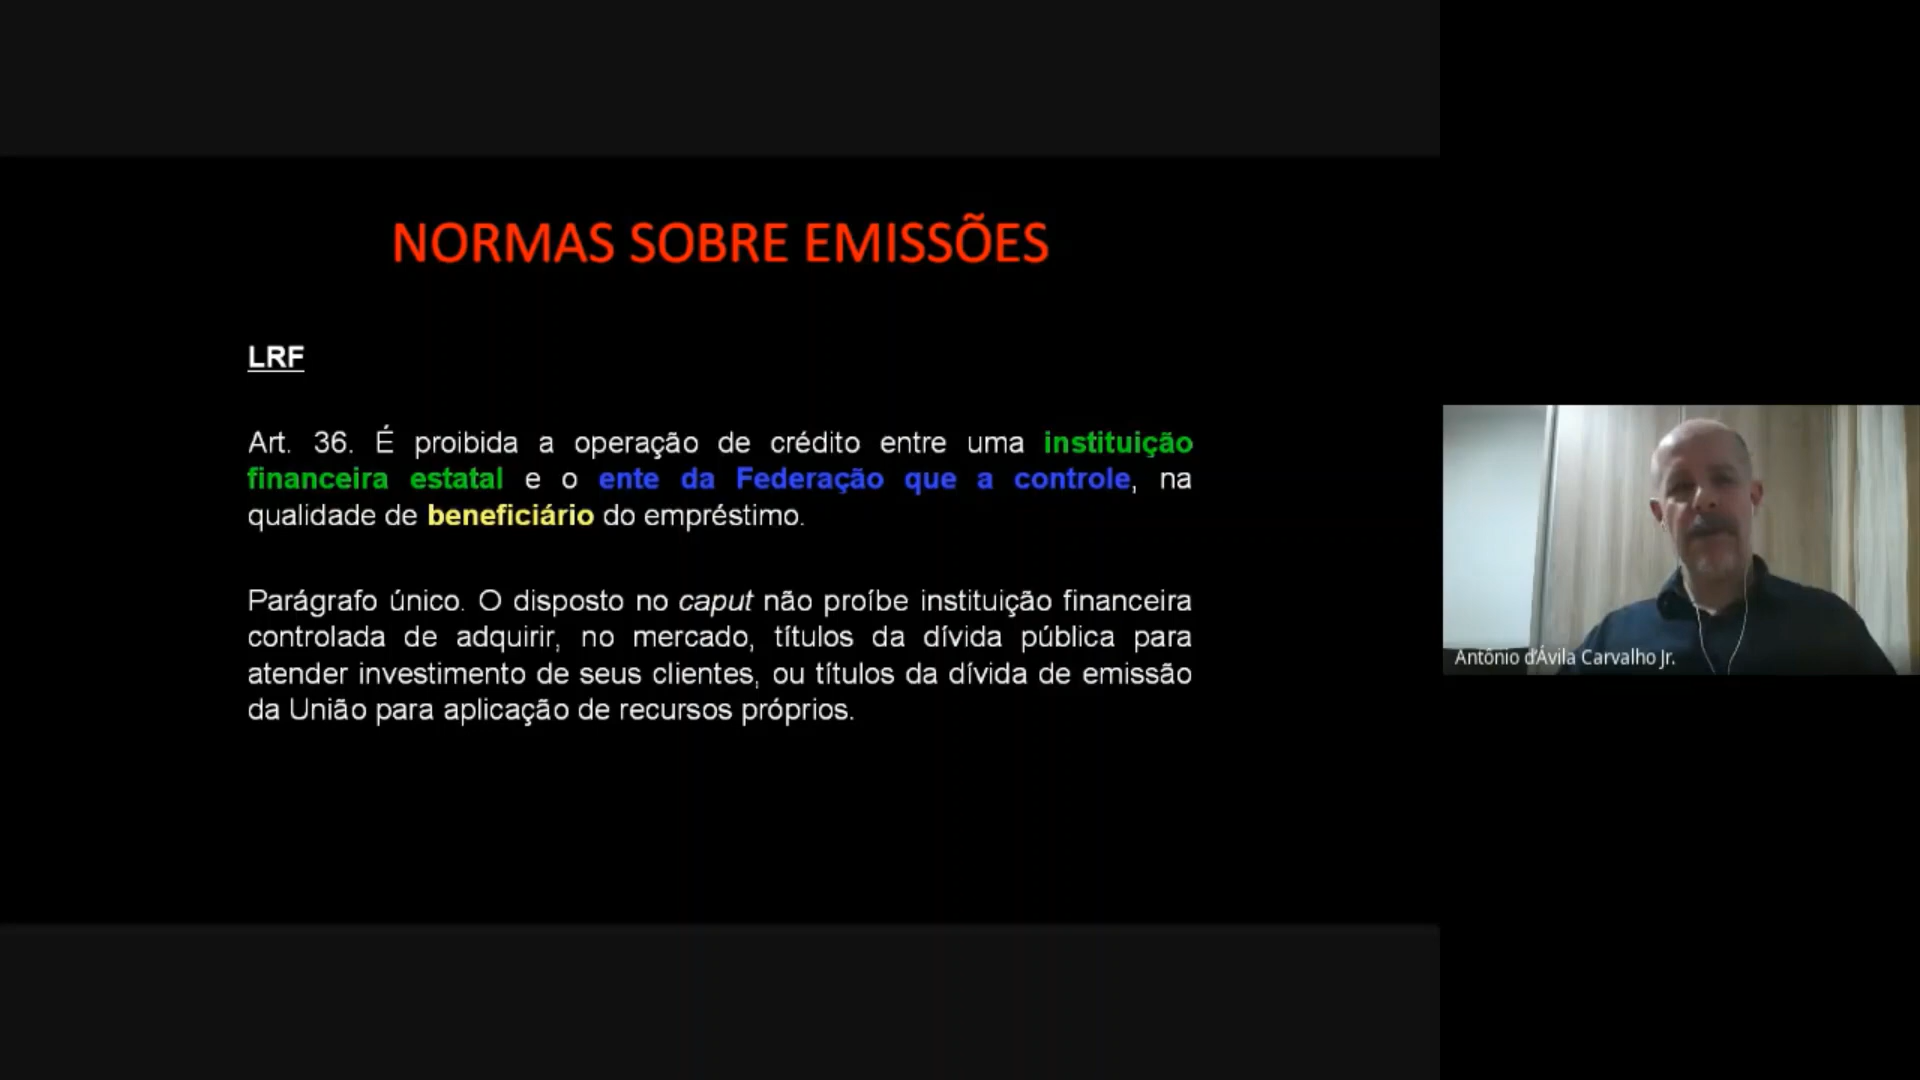 NORMAS SOBRE EMISSÕES
LRF
Art. 36. É proibida a operação de crédito entre uma instituição
financeira estatal e o ente da Federação que a controle, na
qualidade de beneficiário do empréstimo.
Parágrafo único. O disposto no caput não proíbe instituição financeira
controlada de adquirir, no mercado, títulos da dívida pública para
atender investimento de seus clientes, ou títulos da dívida de emissão
da União para aplicação de recursos próprios.
Antônio d'Ávila Carvalho Jr.